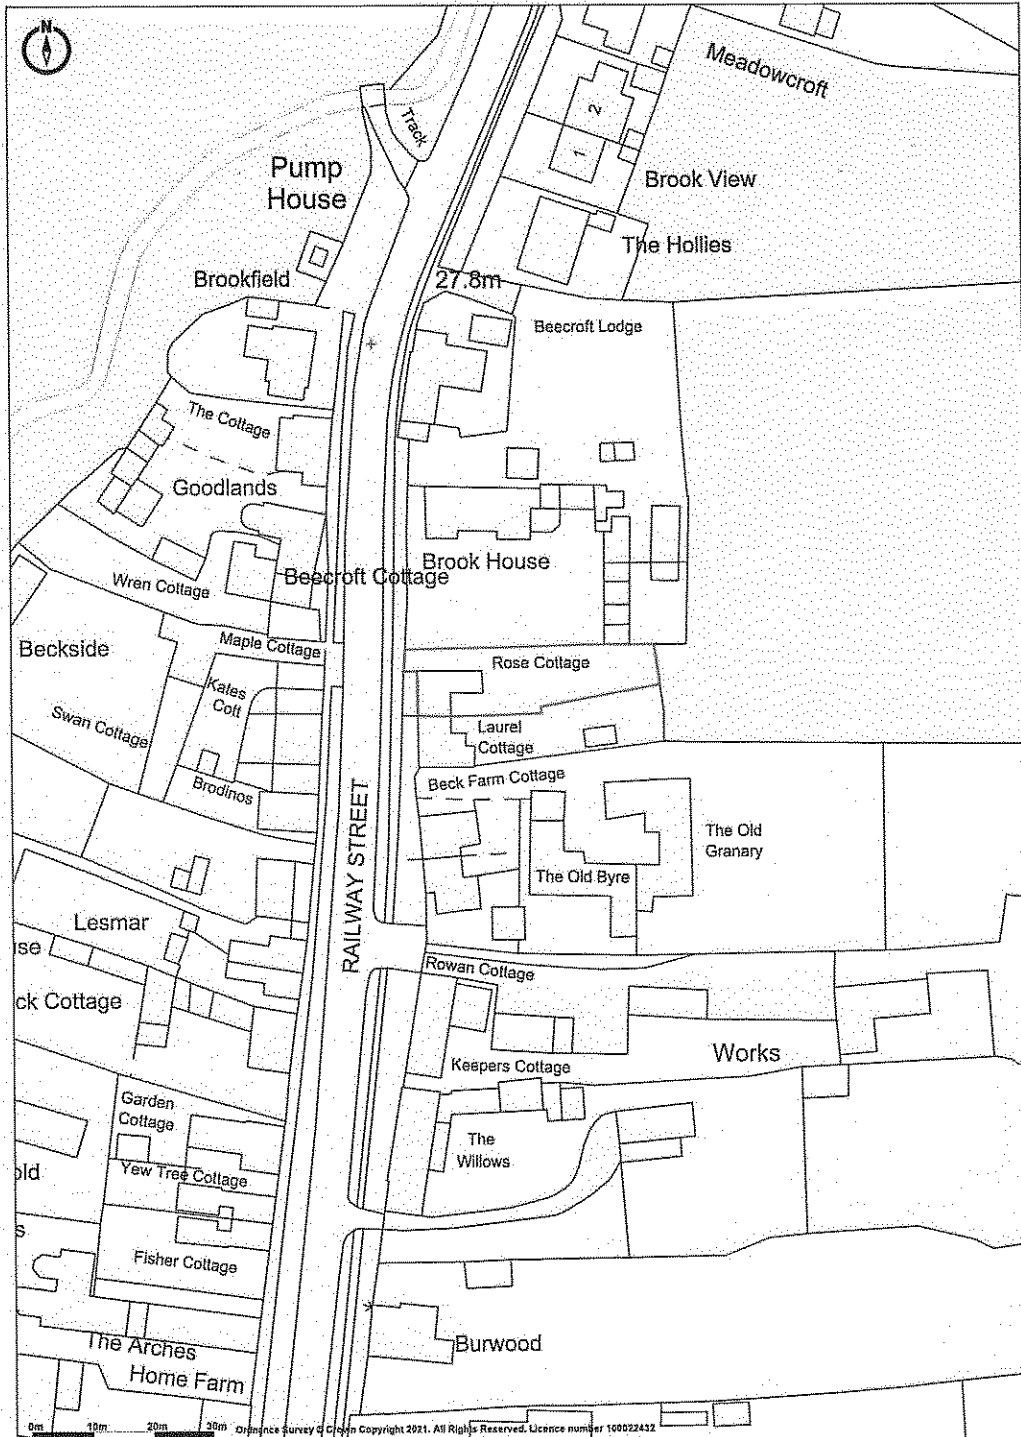 N
Meadowcroft
2
Track
1
Pump
House
Brook View
The Hollies
Brookfield
27.8m
Beecroft Lodge
The Cottage
Goodlands
Brook House
Beecroft Cottage
Wren Cottage
Maple Cottage
Beckside
Rose Cottage
Kates
Cott
Swan Cottage
Laurel
Cottage
Beck Farm Cottage
Brodinos
RAILWAY STREET
The Old
Granary
The Old Byre
Lesmar
ise
Rowan Cottage
ck Cottage
Works
Keepers Cottage
Garden
Cottage
The
Willows
old
Yew Tree Cottage
s
Fisher Cottage
The Arches
Burwood
Home Farm
0m 10m 20m 30m
Ordnance Survey © Crown Copyright 2021. All Rights Reserved. Licence number 100022432